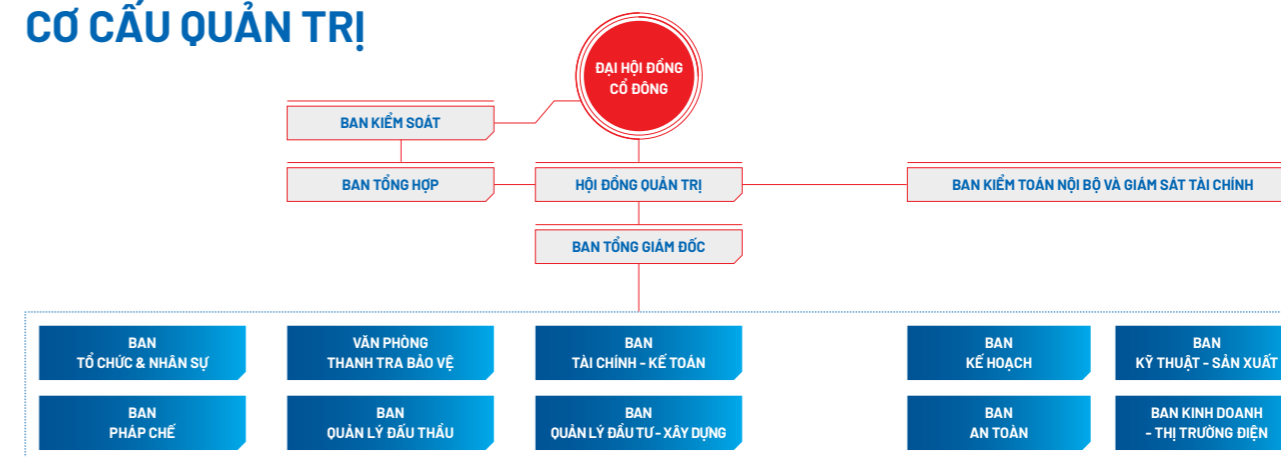 CƠ CẤU QUẢN TRỊ
ĐẠI HỘI ĐỒNG
CỔ ĐÔNG
BAN KIỂM SOÁT
BAN TỔNG HỢP
HỘI ĐỒNG QUẢN TRỊ
BAN KIỂM TOÁN NỘI BỘ VÀ GIÁM SÁT TÀI CHÍNH
BAN TỔNG GIÁM ĐỐC
BAN
TỔ CHỨC & NHÂN SỰ
VĂN PHÒNG
THANH TRA BẢO VỆ
BAN
TÀI CHÍNH - KẾ TOÁN
BAN
KẾ HOẠCH
BAN
KỸ THUẬT - SẢN XUẤT
BAN
PHÁP CHẾ
BAN
QUẢN LÝ ĐẤU THẦU
BAN
QUẢN LÝ ĐẦU TƯ - XÂY DỰNG
BAN
AN TOÀN
BAN KINH DOANH
- THỊ TRƯỜNG ĐIỆN